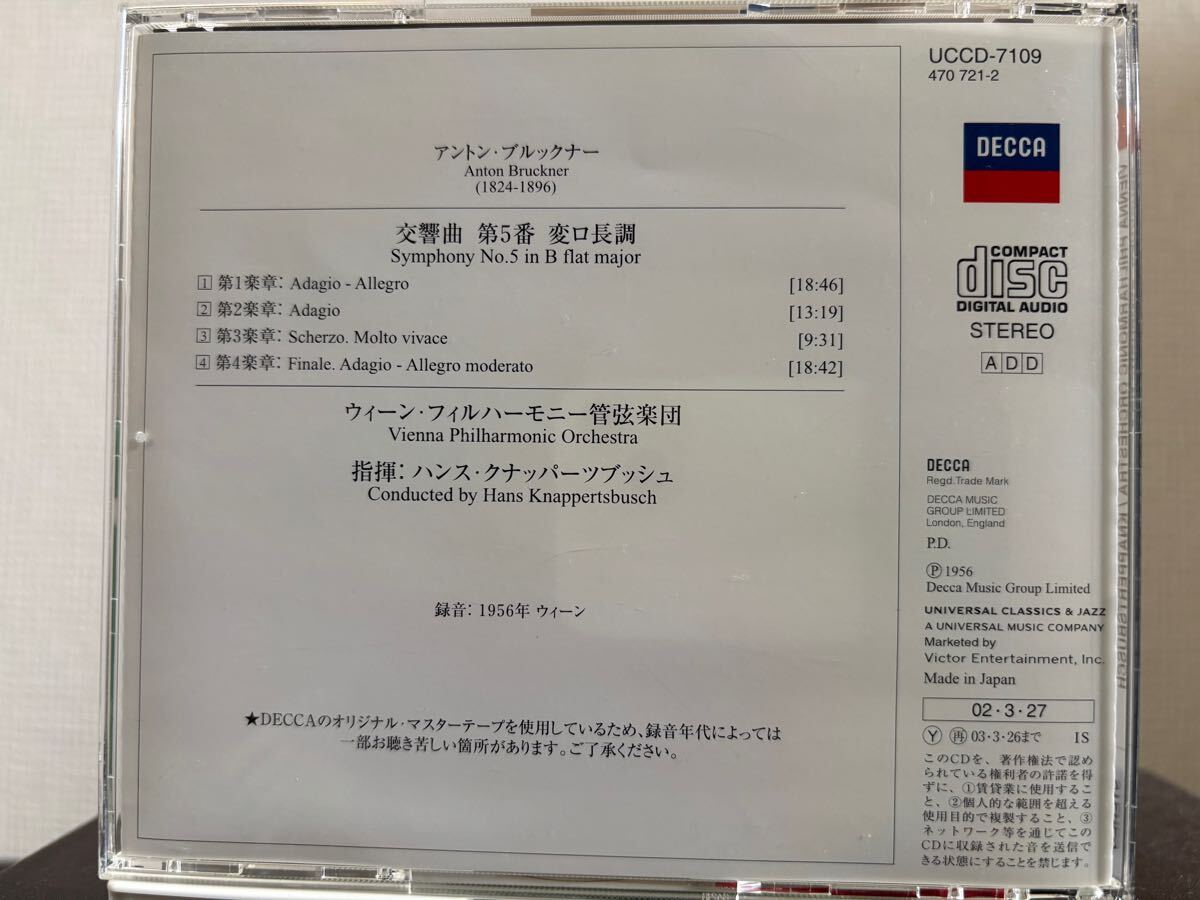 アントン・ブルックナー
Anton Bruckner
(1824-1896)
交響曲 第5番 変ロ長調
Symphony No.5 in B flat major
1 第1楽章: Adagio - Allegro [18:46]
2 第2楽章: Adagio [13:19]
3 第3楽章: Scherzo. Molto vivace [9:31]
4 第4楽章: Finale. Adagio - Allegro moderato [18:42]
ウィーン・フィルハーモニー管弦楽団
Vienna Philharmonic Orchestra
指揮: ハンス・クナッパーツブッシュ
Conducted by Hans Knappertsbusch
録音: 1956年 ウィーン
★DECCAのオリジナル・マスターテープを使用しているため、録音年代によっては
一部お聴き苦しい箇所があります。ご了承ください。
UCCD-7109
470 721-2
DECCA
COMPACT
disc
DIGITAL AUDIO
STEREO
ADD
DECCA
Regd.Trade Mark
DECCA MUSIC
GROUP LIMITED
London, England
P.D.
Ⓟ1956
Decca Music Group Limited
UNIVERSAL CLASSICS & JAZZ
A UNIVERSAL MUSIC COMPANY
Marketed by
Victor Entertainment, Inc.
Made in Japan
02・3・27
Ⓨ ㊢ 03・3・26まで IS
このCDを、著作権法で認め
られている権利者の許諾を得
ずに、①賃貸業に使用するこ
と、②個人的な範囲を超える
使用目的で複製すること、③
ネットワーク等を通じてこの
CDに収録された音を送信で
きる状態にすることを禁じます。
VIENNA PHILHARMONIC ORCHESTRA / KNAPPERTSBUSCH